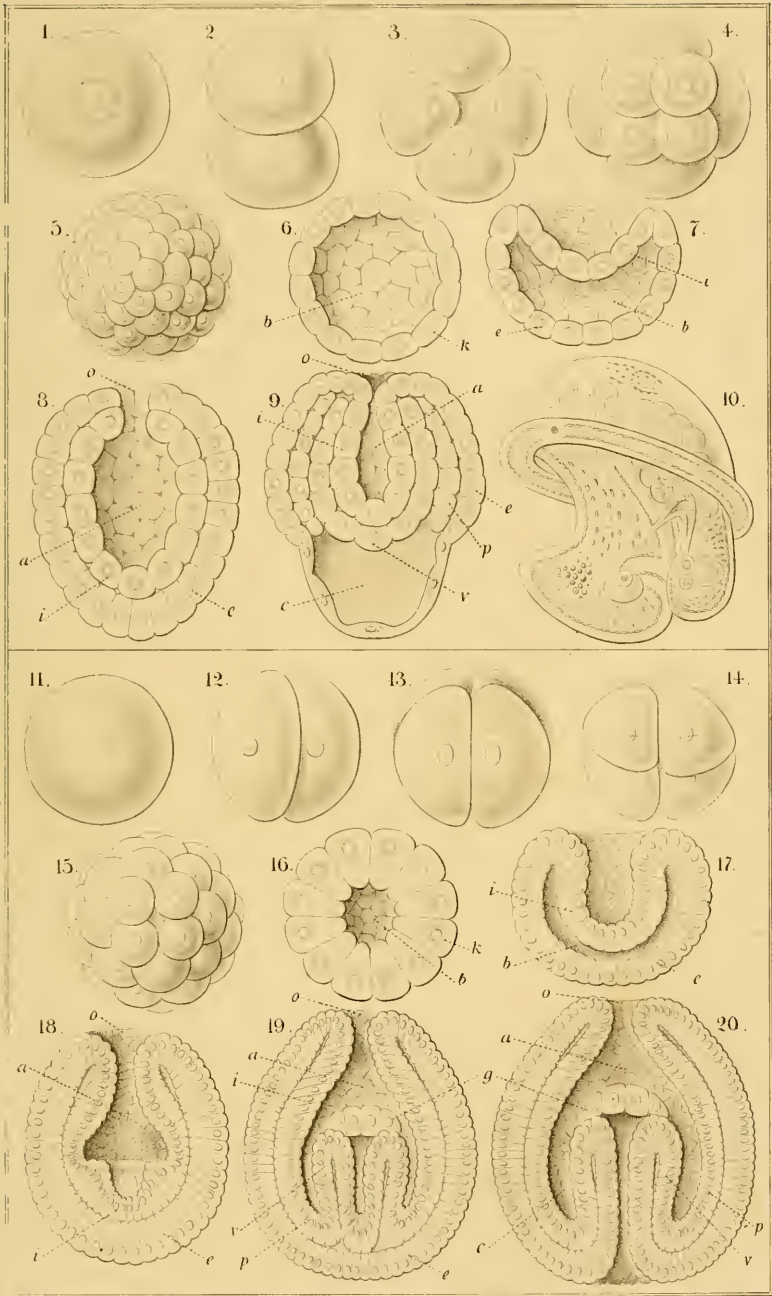 1. 2 3. 4.
5. 6. 7.
b k e i b
o o
8. 9. 10.
a i e
i a e p v c
11. 12. 13. 14.
15. 16. 17.
k b i b e
o o o
18. 19. 20.
a i e
a i g v p e
a g c p v